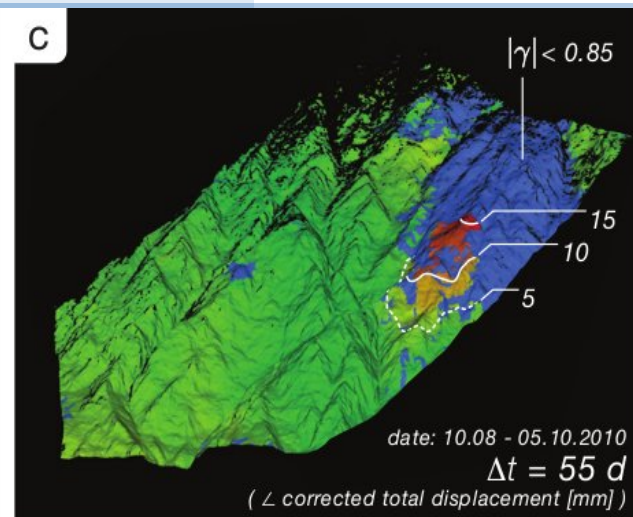 C
|γ| < 0.85
15
10
5
date: 10.08 - 05.10.2010
Δt = 55 d
( ∠ corrected total displacement [mm] )